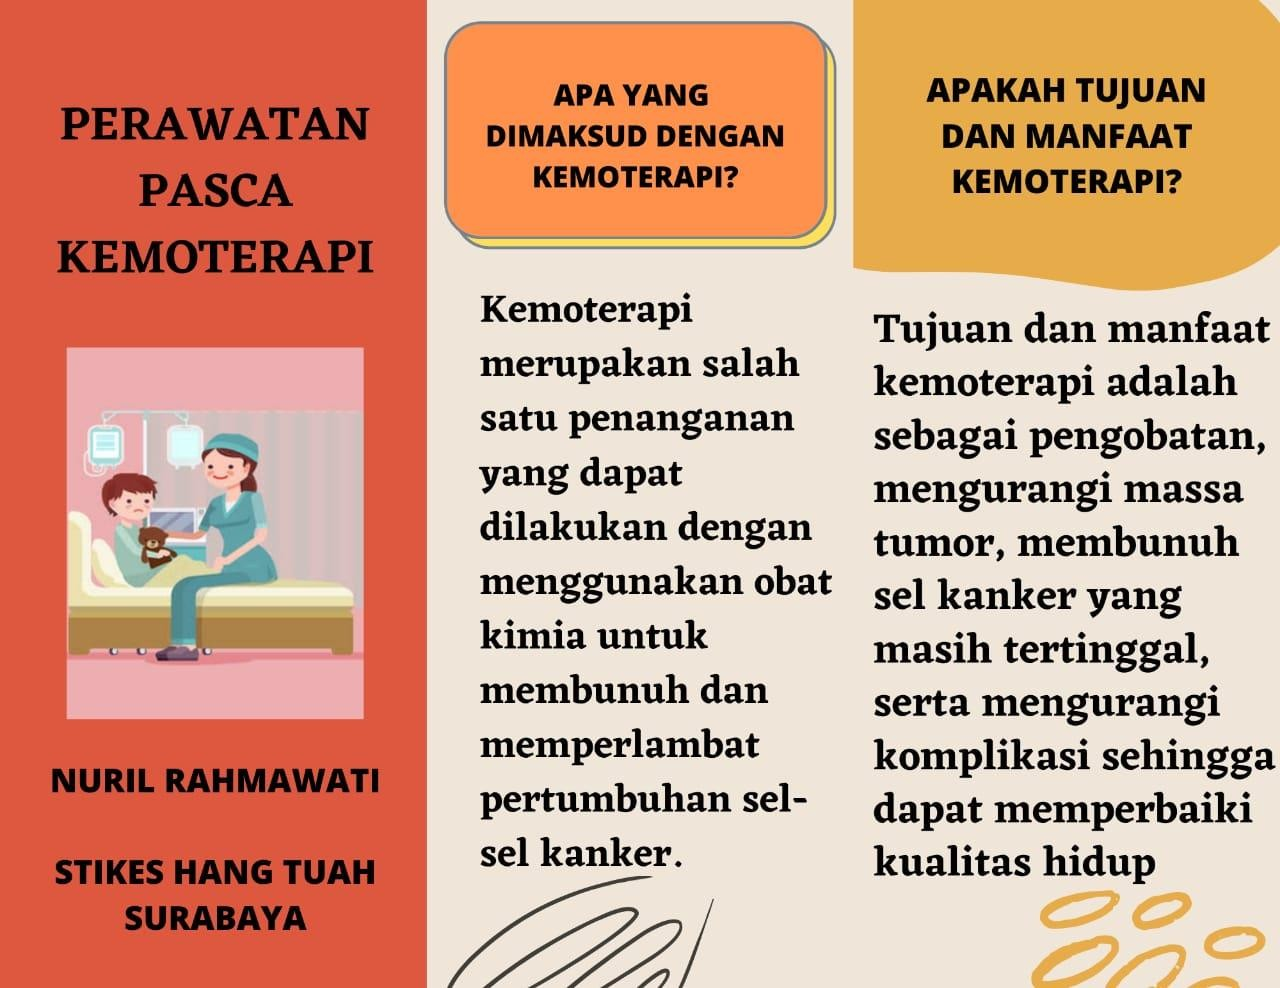 PERAWATAN
PASCA
KEMOTERAPI
NURIL RAHMAWATI
STIKES HANG TUAH
SURABAYA
APA YANG
DIMAKSUD DENGAN
KEMOTERAPI?
Kemoterapi
merupakan salah
satu penanganan
yang dapat
dilakukan dengan
menggunakan obat
kimia untuk
membunuh dan
memperlambat
pertumbuhan sel-
sel kanker.
APAKAH TUJUAN
DAN MANFAAT
KEMOTERAPI?
Tujuan dan manfaat
kemoterapi adalah
sebagai pengobatan,
mengurangi massa
tumor, membunuh
sel kanker yang
masih tertinggal,
serta mengurangi
komplikasi sehingga
dapat memperbaiki
kualitas hidup